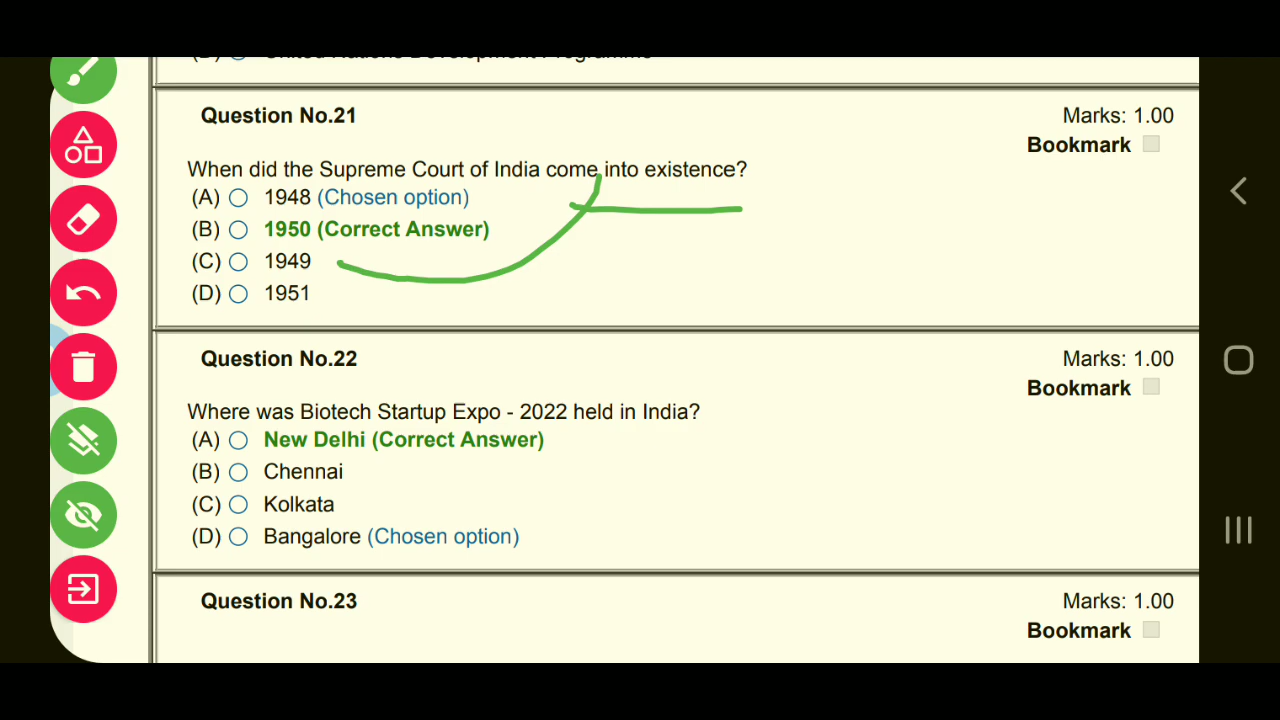 Question No.21
Marks: 1.00
Bookmark
When did the Supreme Court of India come into existence?
(A) 1948 (Chosen option)
(B) 1950 (Correct Answer)
(C) 1949
(D) 1951
Question No.22
Marks: 1.00
Bookmark
Where was Biotech Startup Expo - 2022 held in India?
(A) New Delhi (Correct Answer)
(B) Chennai
(C) Kolkata
(D) Bangalore (Chosen option)
Question No.23
Marks: 1.00
Bookmark